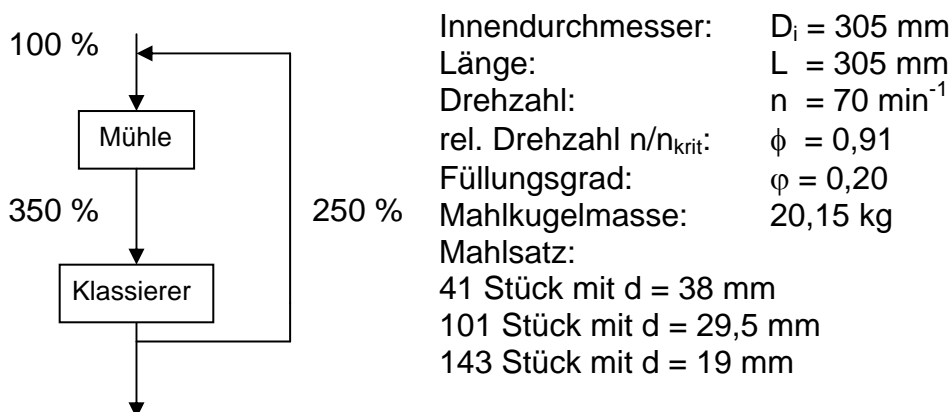 100 %
Mühle
350 %
250 %
Klassierer
Innendurchmesser: Di = 305 mm
Länge: L = 305 mm
Drehzahl: n = 70 min-1
rel. Drehzahl n/nkrit: ϕ = 0,91
Füllungsgrad: φ = 0,20
Mahlkugelmasse: 20,15 kg
Mahlsatz:
41 Stück mit d = 38 mm
101 Stück mit d = 29,5 mm
143 Stück mit d = 19 mm